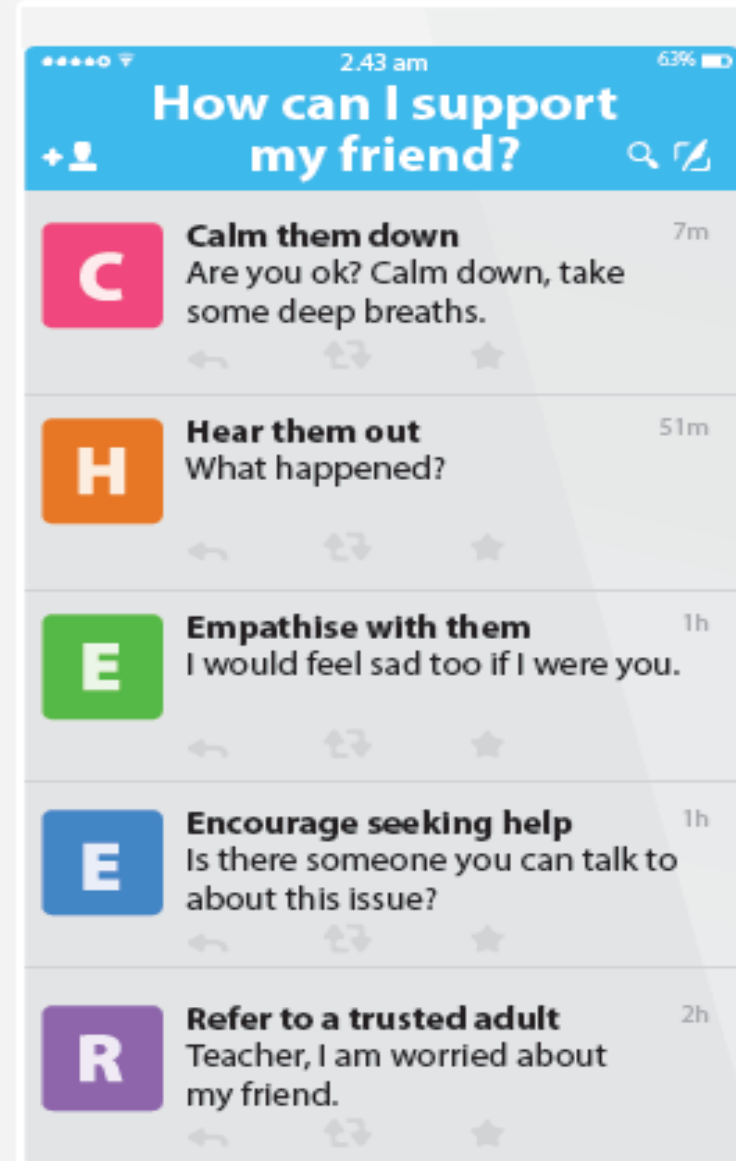 2.43 am
63%
How can I support
my friend?
C
Calm them down
7m
Are you ok? Calm down, take
some deep breaths.
H
Hear them out
51m
What happened?
E
Empathise with them
1h
I would feel sad too if I were you.
E
Encourage seeking help
1h
Is there someone you can talk to
about this issue?
R
Refer to a trusted adult
2h
Teacher, I am worried about
my friend.